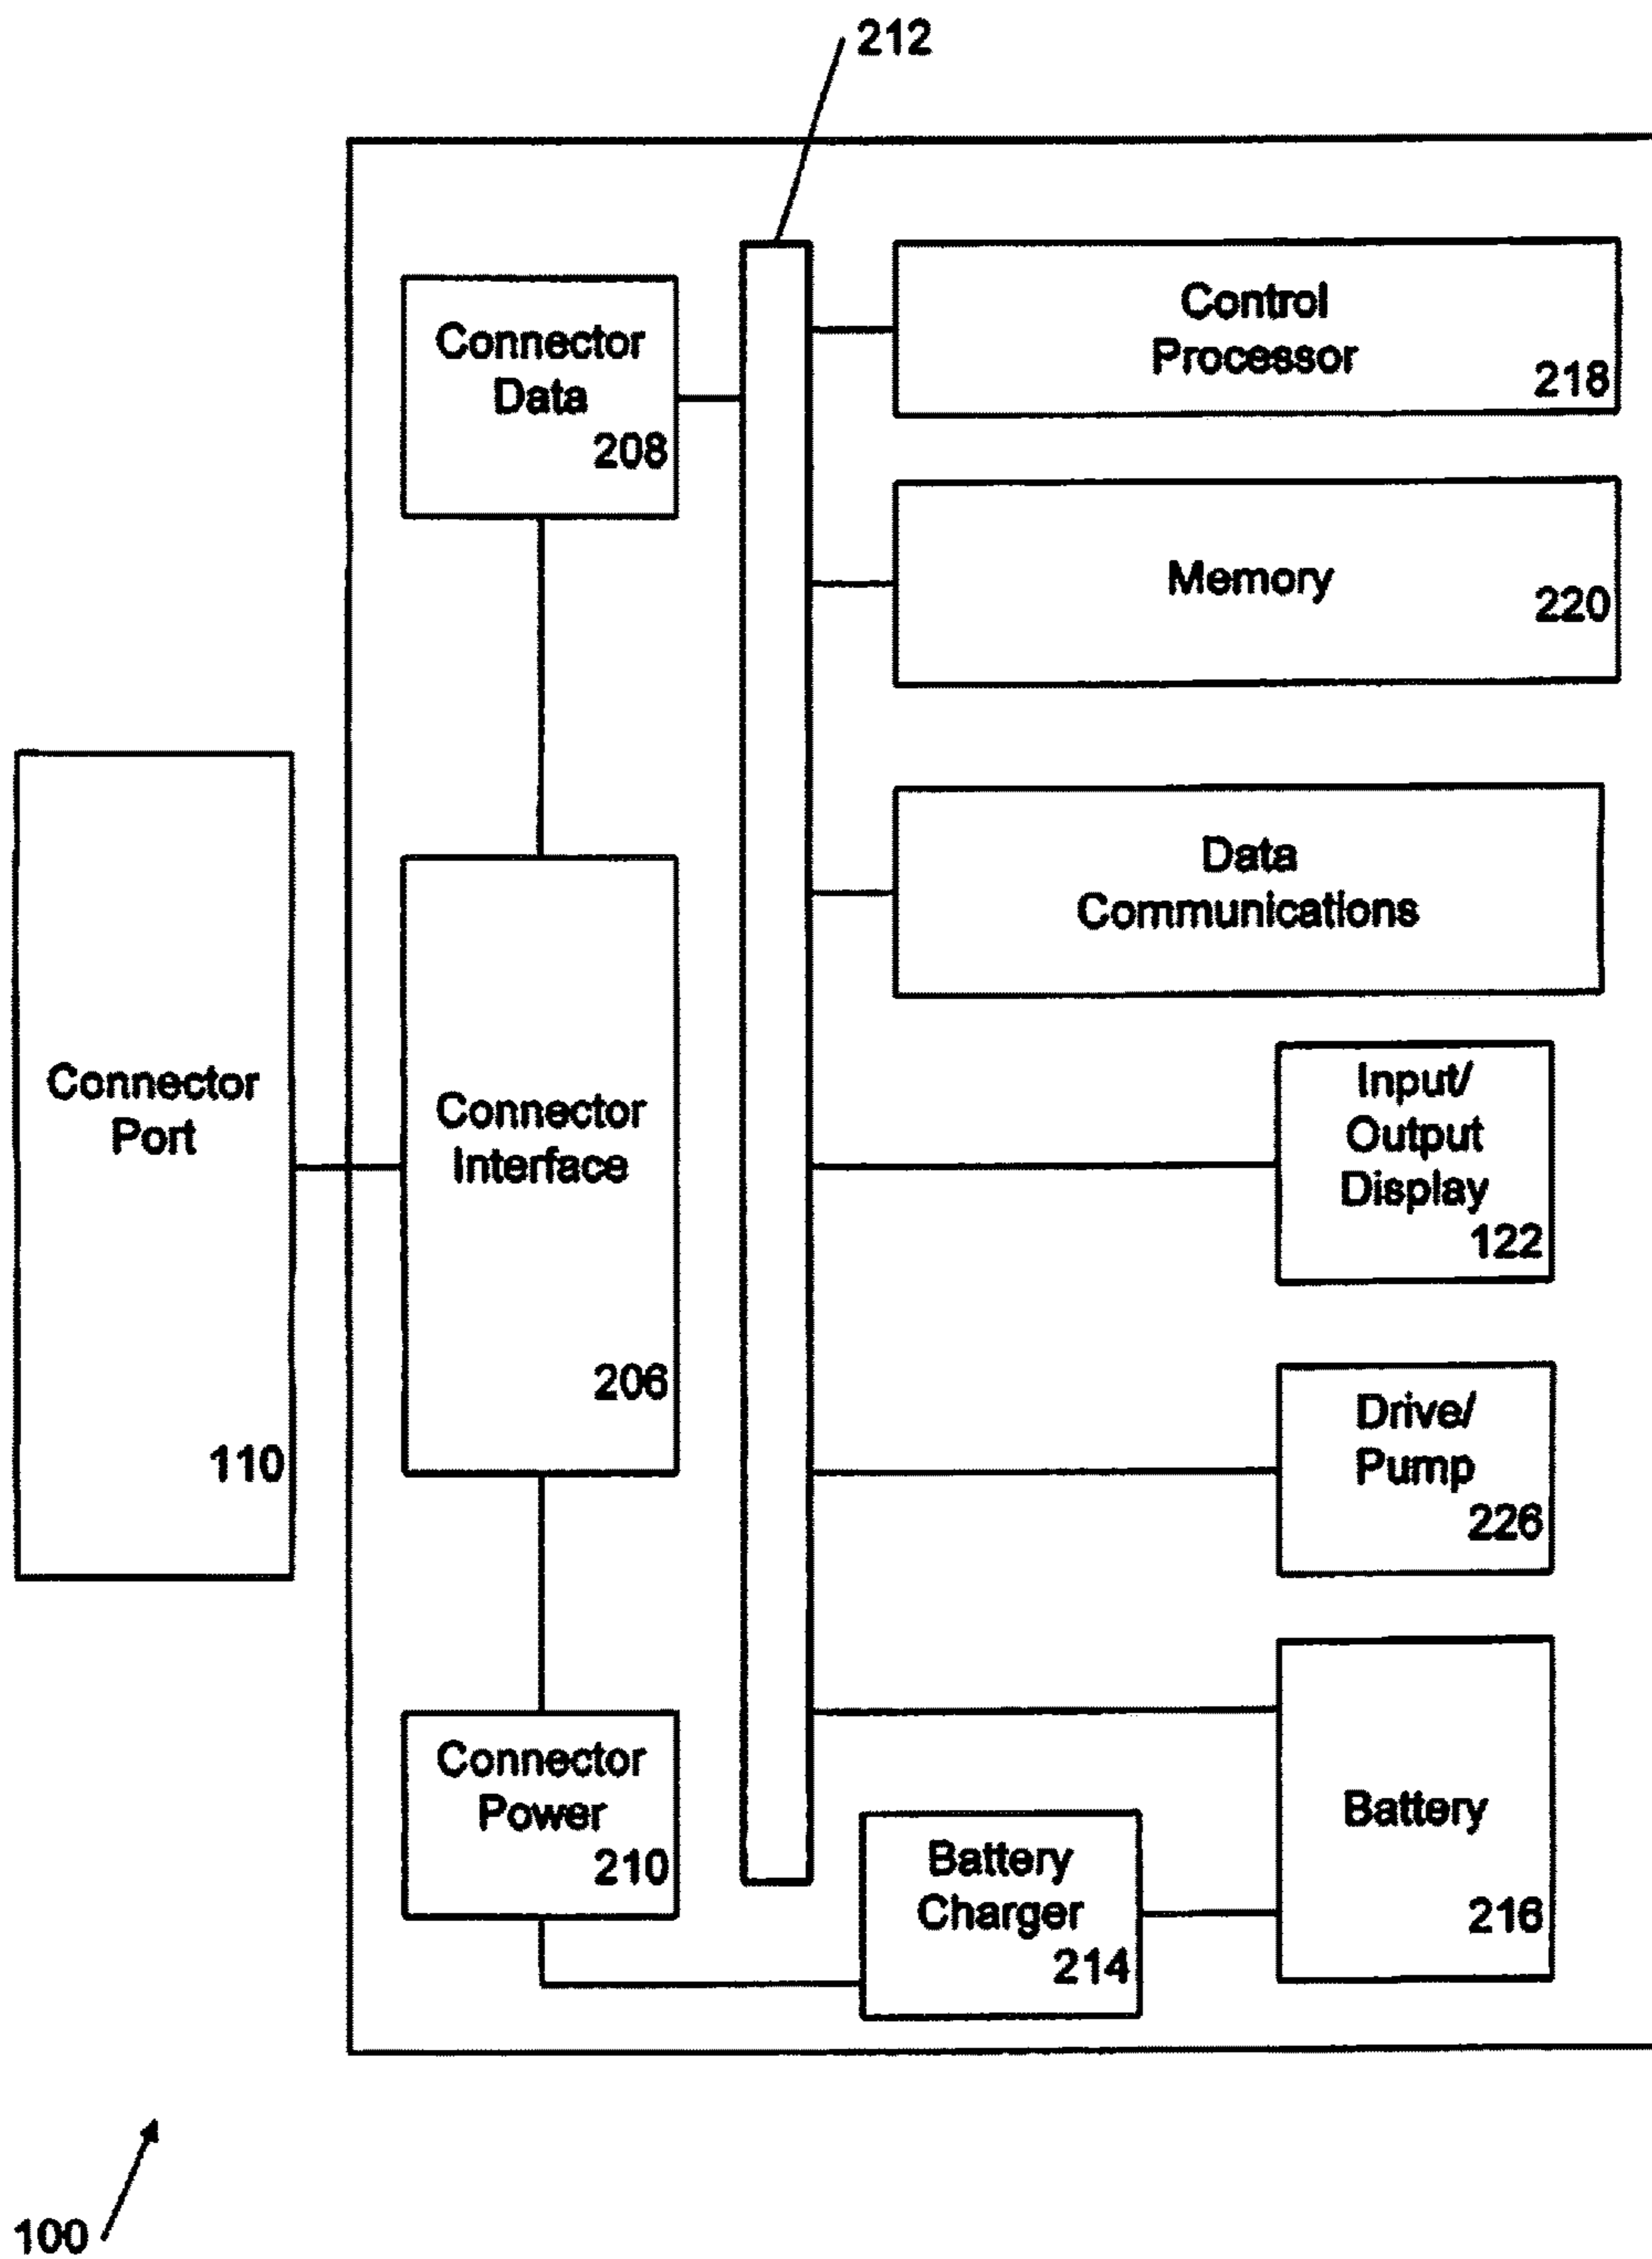 212
Connector
Data
208
Control
Processor
218
Memory
220
Data
Communications
Connector
Port
110
Connector
Interface
206
Input/
Output
Display
122
Drive/
Pump
226
Connector
Power
210
Battery
Charger
214
Battery
216
100